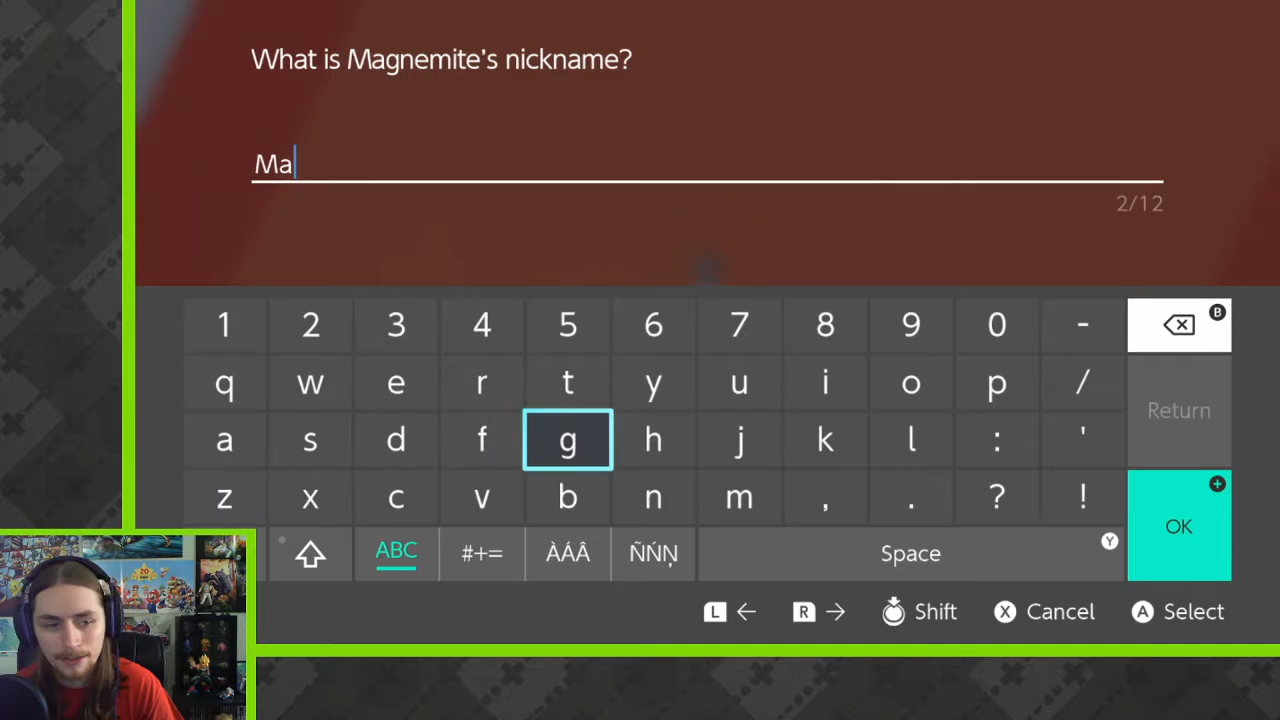 What is Magnemite's nickname?
Ma
2/12
1 2 3 4 5 6 7 8 9 0 - B
q w e r t y u i o p / Return
a s d f g h j k l : '
z x c v b n m , . ? ! + OK
ABC #+= ÀÁÂ ÑŃŅ Space Y
L ← R → Shift X Cancel A Select
20